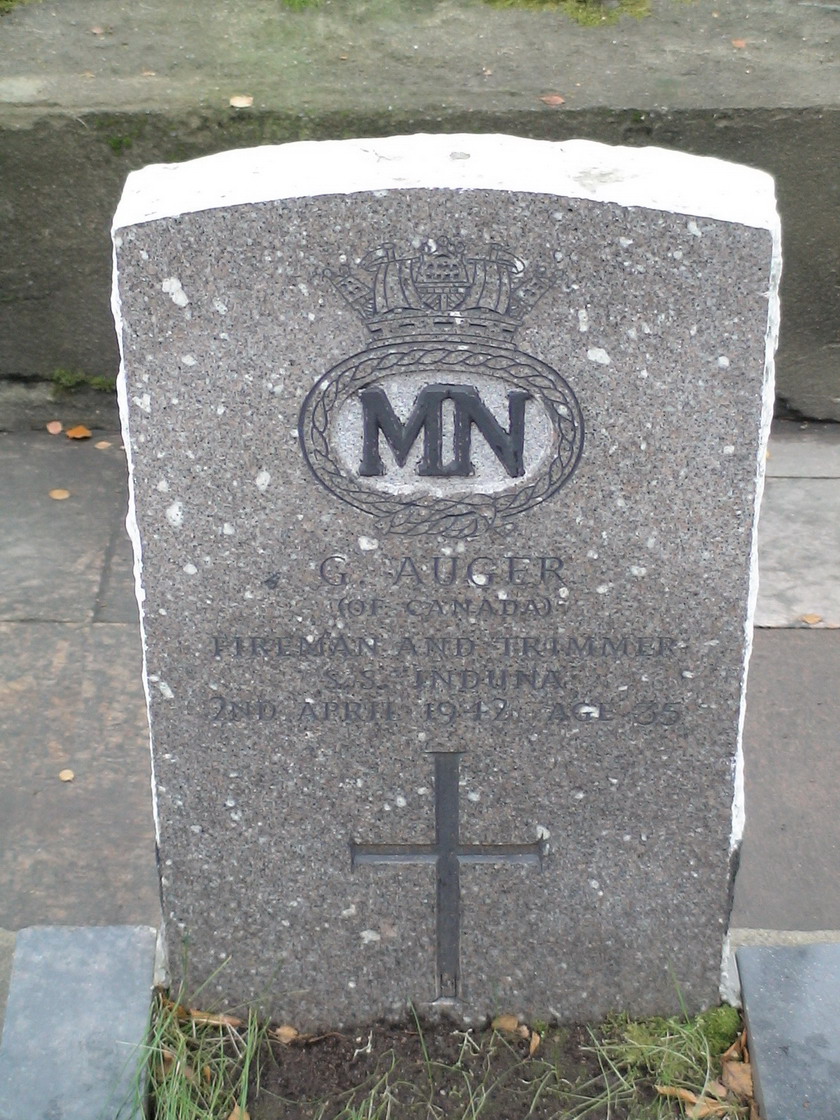 MN
G. AUGER
(OF CANADA)
FIREMAN AND TRIMMER
S.S. "INDUNA"
2ND APRIL 1942 AGE 35